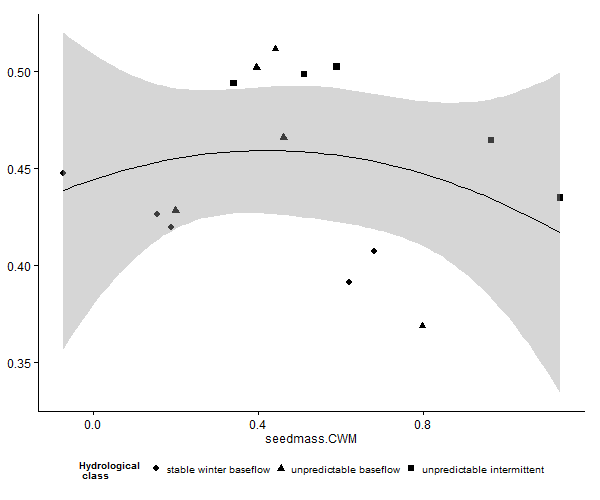 0.50
0.45
0.40
0.35
0.0 0.4 0.8
seedmass.CWM
Hydrological
class
stable winter baseflow unpredictable baseflow unpredictable intermittent